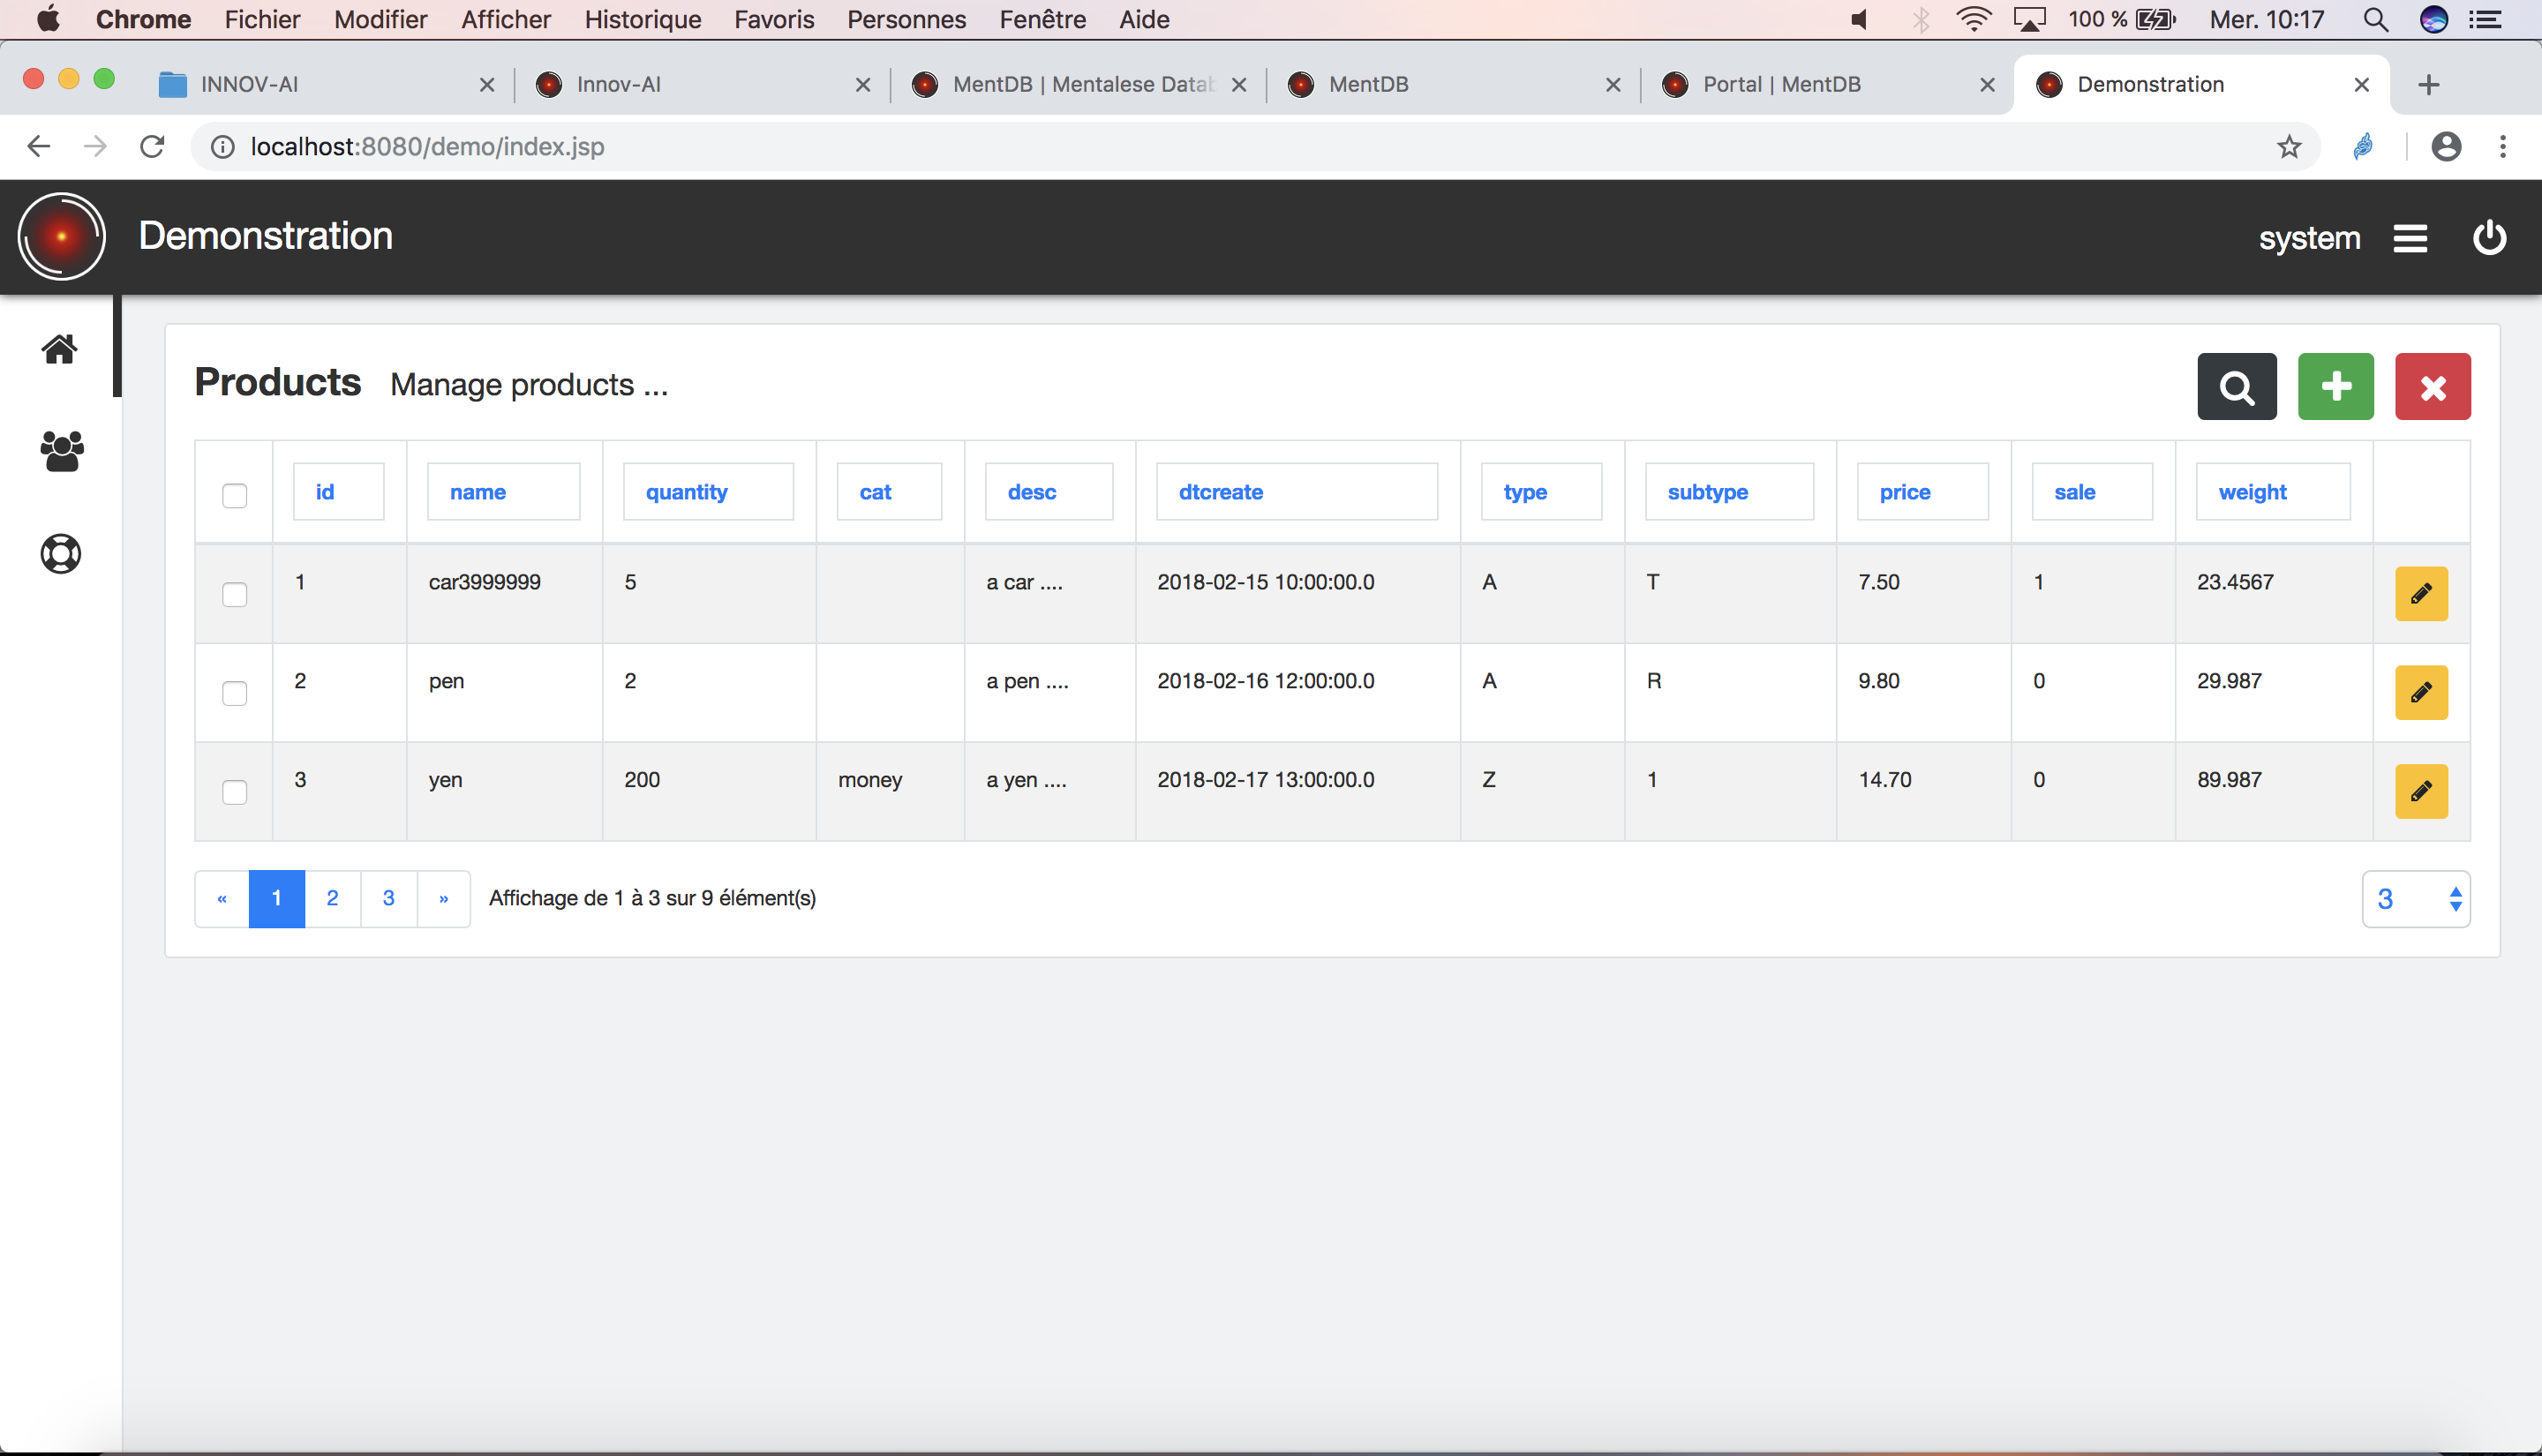 Chrome Fichier Modifier Afficher Historique Favoris Personnes Fenêtre Aide 100 % Mer. 10:17
INNOV-AI Innov-AI MentDB | Mentalese Datab MentDB Portal | MentDB Demonstration
localhost:8080/demo/index.jsp
Demonstration system
Products Manage products ...
id name quantity cat desc dtcreate type subtype price sale weight
1 car3999999 5 a car .... 2018-02-15 10:00:00.0 A T 7.50 1 23.4567
2 pen 2 a pen .... 2018-02-16 12:00:00.0 A R 9.80 0 29.987
3 yen 200 money a yen .... 2018-02-17 13:00:00.0 Z 1 14.70 0 89.987
« 1 2 3 » Affichage de 1 à 3 sur 9 élément(s) 3